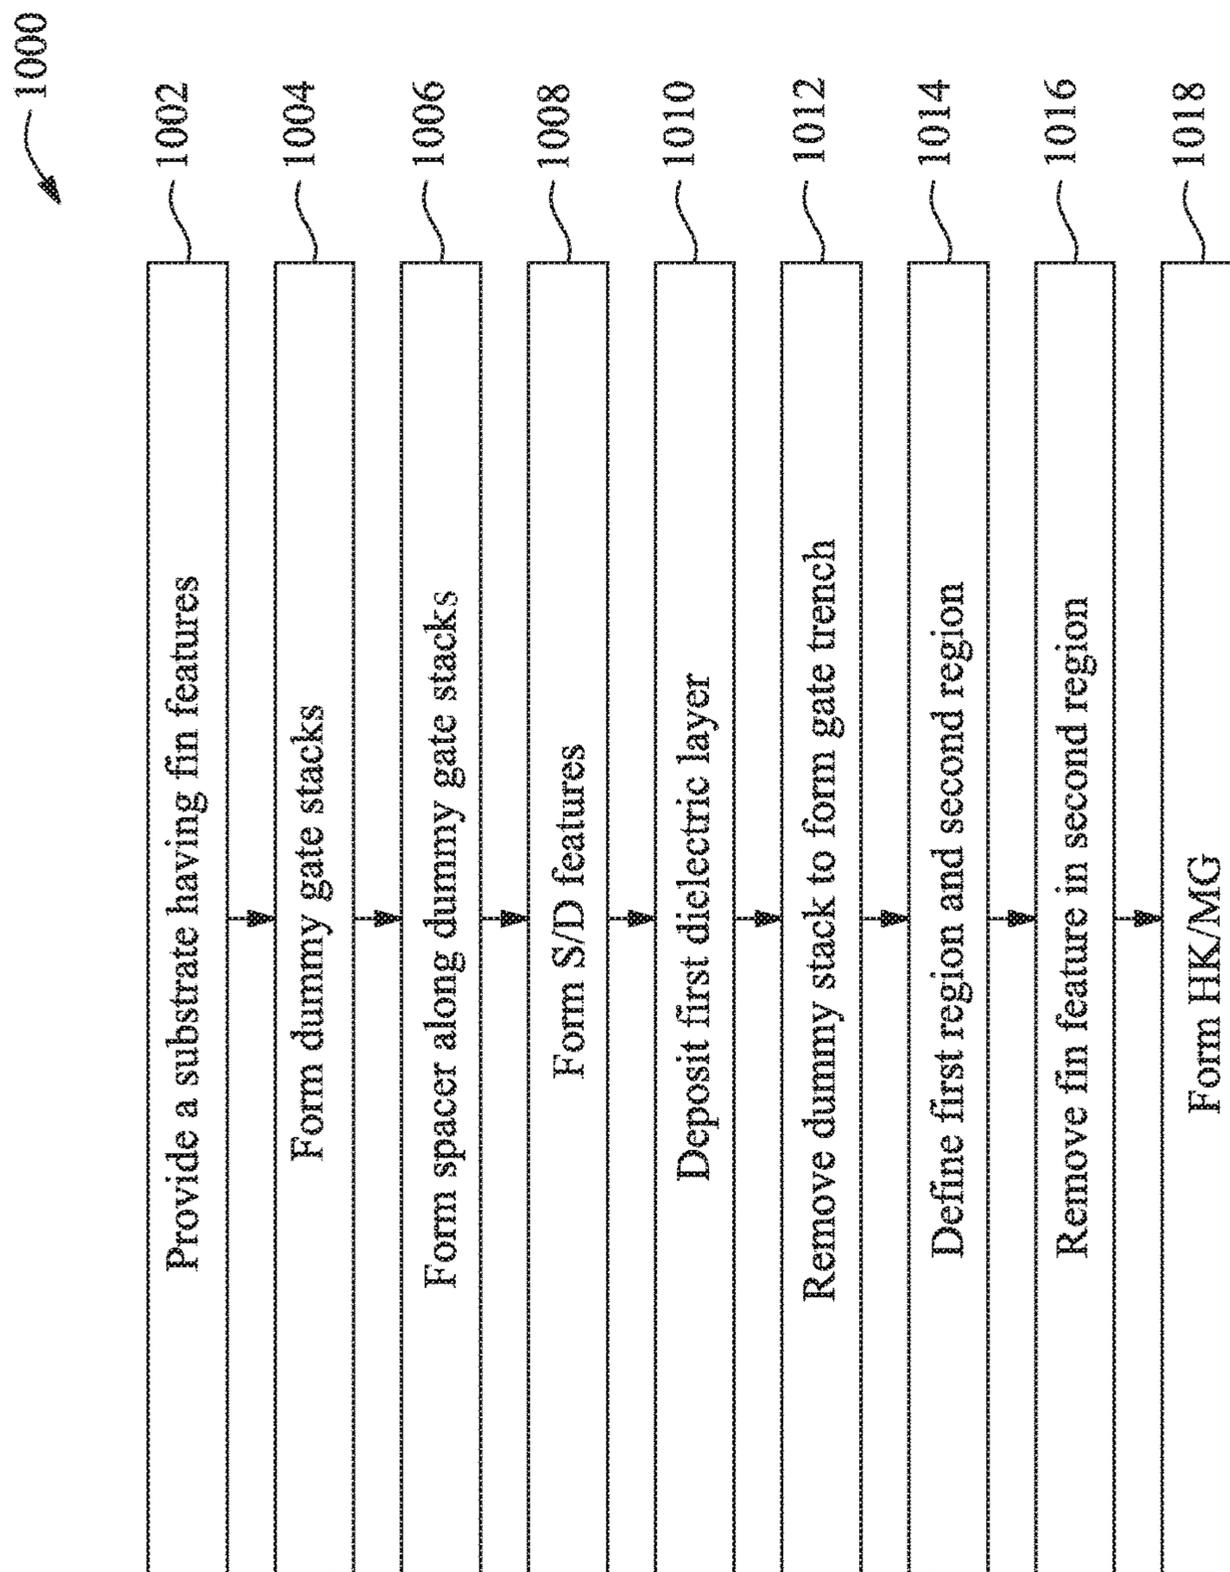 1000
Provide a substrate having fin features 1002
Form dummy gate stacks 1004
Form spacer along dummy gate stacks 1006
Form S/D features 1008
Deposit first dielectric layer 1010
Remove dummy stack to form gate trench 1012
Define first region and second region 1014
Remove fin feature in second region 1016
Form HK/MG 1018